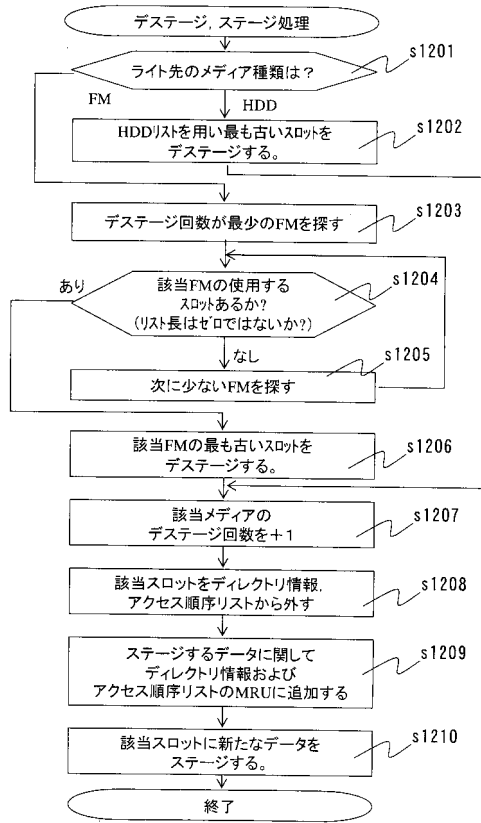 デステージ, ステージ処理
s1201
ライト先のメディア種類は？
FM
HDD
s1202
HDDリストを用い最も古いスロットを
デステージする。
s1203
デステージ回数が最少のFMを探す
s1204
あり
該当FMの使用する
スロットあるか?
(リスト長はゼロではないか?)
なし
s1205
次に少ないFMを探す
s1206
該当FMの最も古いスロットを
デステージする。
s1207
該当メディアの
デステージ回数を+1
s1208
該当スロットをディレクトリ情報,
アクセス順序リストから外す
s1209
ステージするデータに関して
ディレクトリ情報および
アクセス順序リストのMRUに追加する
s1210
該当スロットに新たなデータを
ステージする。
終了